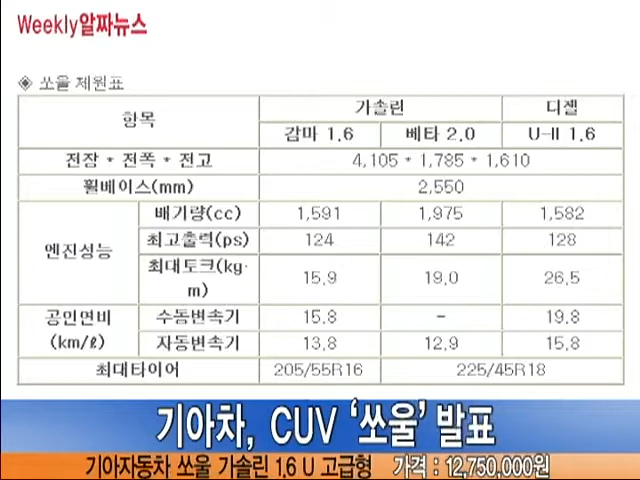 Weekly알짜뉴스
◈ 쏘울 제원표
항목 가솔린 디젤
감마 1.6 베타 2.0 U-II 1.6
전장 * 전폭 * 전고 4,105 * 1,785 * 1,610
휠베이스(mm) 2,550
엔진성능 배기량(cc) 1,591 1,975 1,582
최고출력(ps) 124 142 128
최대토크(kg·
m) 15.9 19.0 26.5
공인연비
(km/ℓ) 수동변속기 15.8 - 19.8
자동변속기 13.8 12.9 15.8
최대타이어 205/55R16 225/45R18
기아차, CUV ‘쏘울’ 발표
기아자동차 쏘울 가솔린 1.6 U 고급형 가격 : 12,750,000원